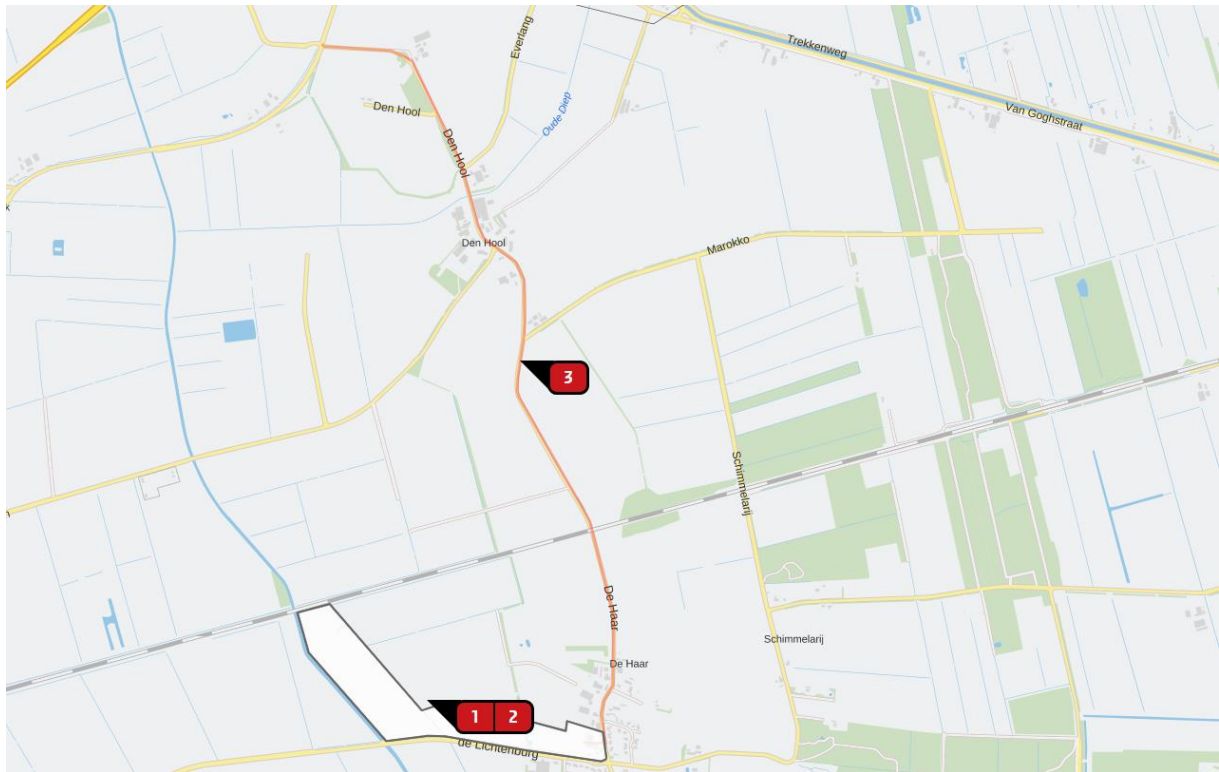 Everlang
Trekkenweg
Oude Diep
Den Hool
Van Goghstraat
Den Hool
Den Hool
Marokko
3
Schimmelarij
De Haar
Schimmelarij
De Haar
1 2
de Lichtenburg